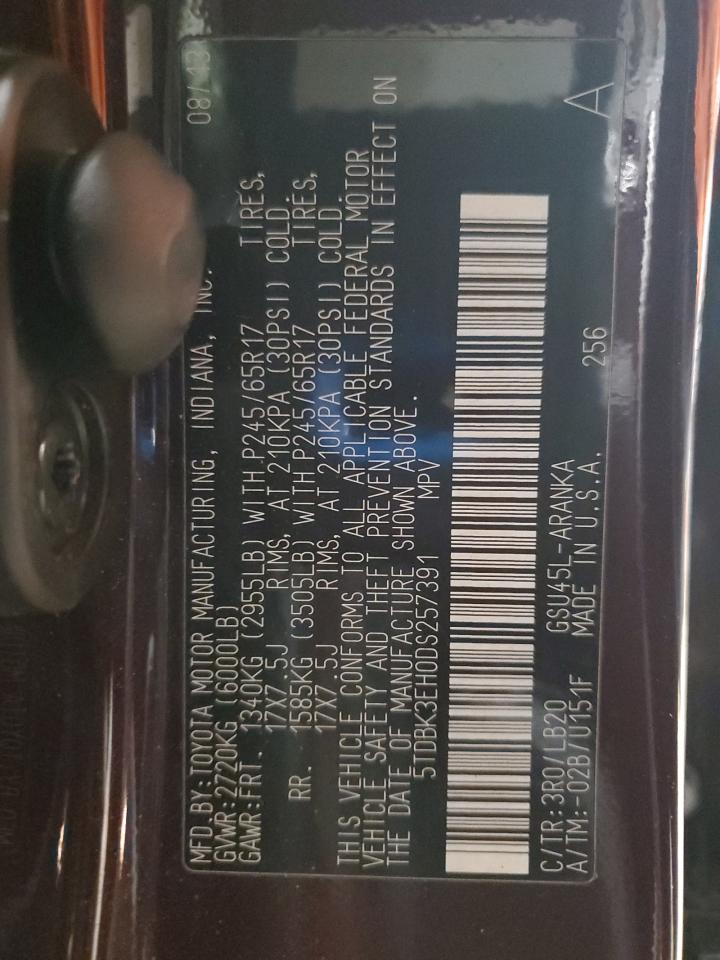 MFD.BY:TOYOTA MOTOR MANUFACTURING, INDIANA, INC. 08/13
GVWR:2720KG (6000LB)
GAWR:FRT. 1340KG (2955LB) WITH P245/65R17 TIRES,
17X7.5J RIMS, AT 210KPA (30PSI) COLD.
RR. 1585KG (3505LB) WITH P245/65R17 TIRES,
17X7.5J RIMS, AT 210KPA (30PSI) COLD.
THIS VEHICLE CONFORMS TO ALL APPLICABLE FEDERAL MOTOR
VEHICLE SAFETY AND THEFT PREVENTION STANDARDS IN EFFECT ON
THE DATE OF MANUFACTURE SHOWN ABOVE.
5TDBK3EH0DS257391 MPV
C/TR:3R0/LB20 GSU45L-ARANKA
A/TM:-02B/U151F MADE IN U.S.A. 256 A